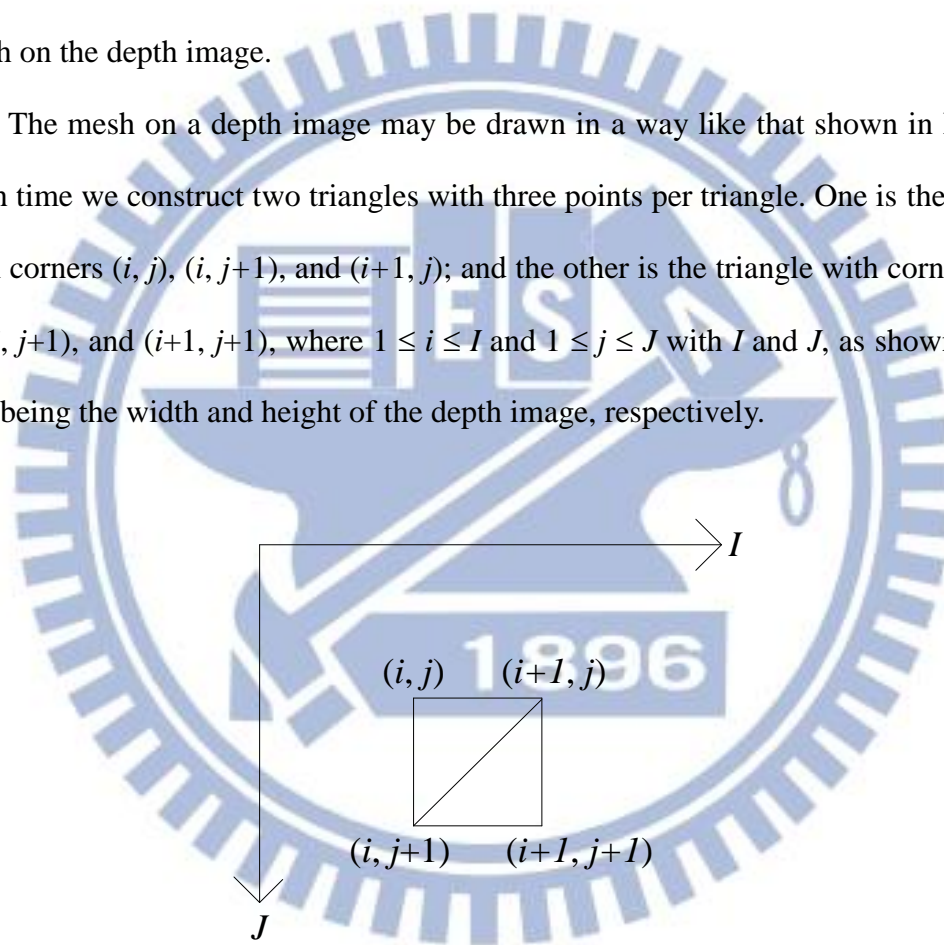 h on the depth image.
The mesh on a depth image may be drawn in a way like that shown in
n time we construct two triangles with three points per triangle. One is the
corners (i, j), (i, j+1), and (i+1, j); and the other is the triangle with corn
, j+1), and (i+1, j+1), where 1 ≤ i ≤ I and 1 ≤ j ≤ J with I and J, as shown
being the width and height of the depth image, respectively.
ESA
I
1896
(i, j) (i+1, j)
(i, j+1) (i+1, j+1)
J